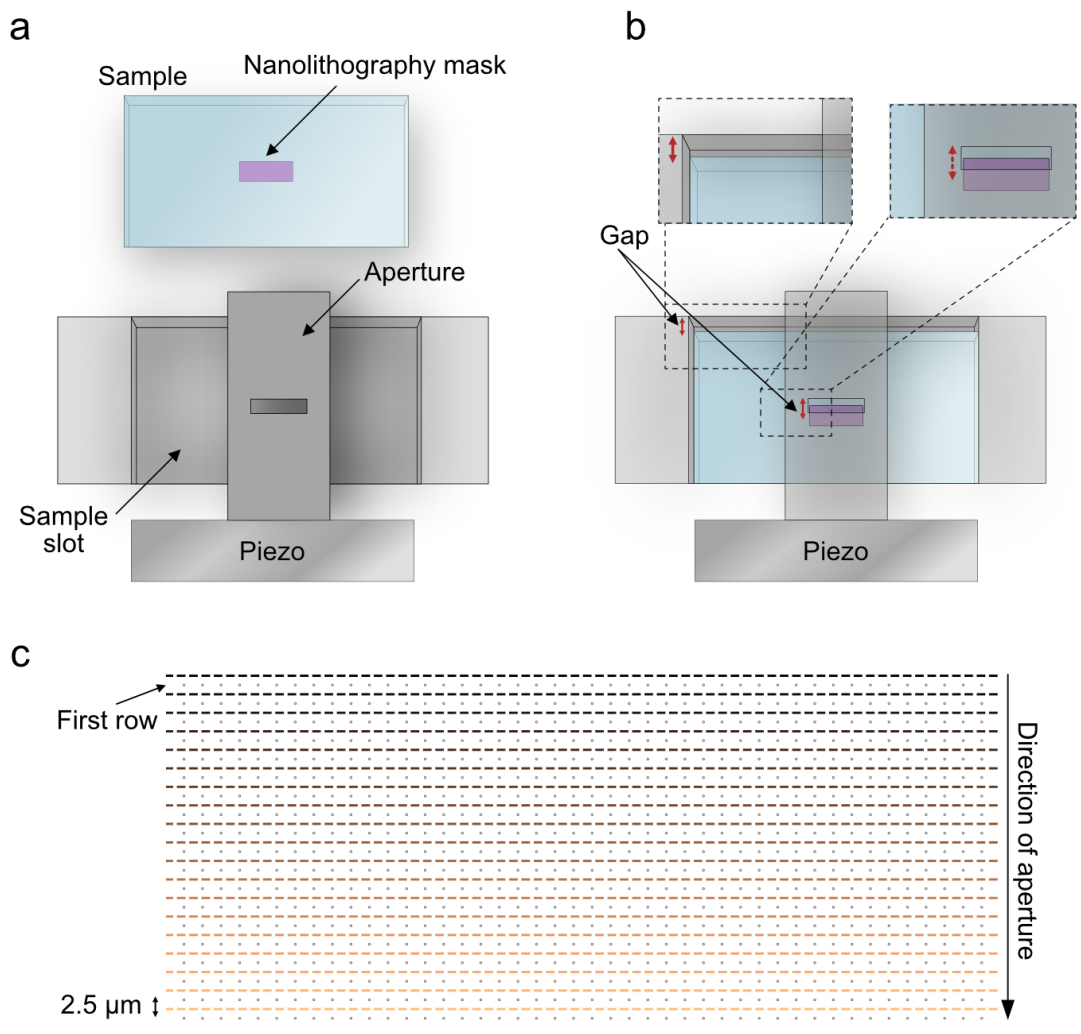 a
Sample
Nanolithography mask
Aperture
Sample
slot
Piezo
b
Gap
Piezo
c
First row
2.5 μm
Direction of aperture